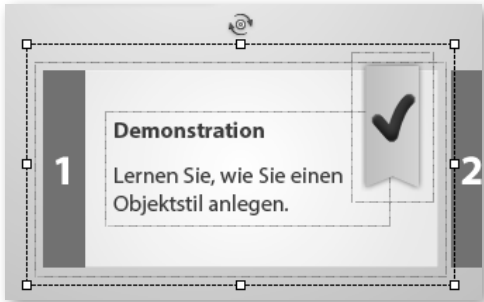 1
Demonstration
Lernen Sie, wie Sie einen
Objektstil anlegen.
2